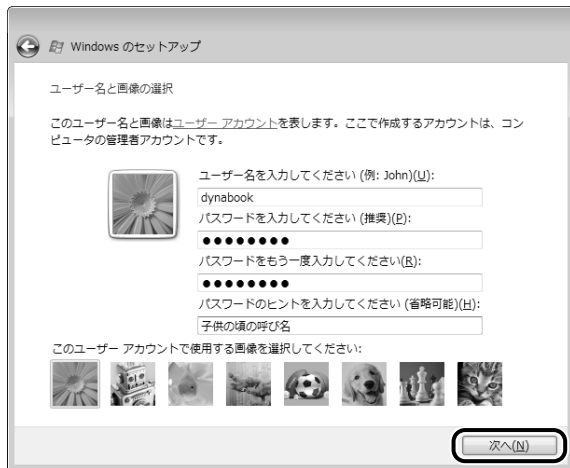 Windows のセットアップ
ユーザー名と画像の選択
このユーザー名と画像はユーザー アカウントを表します。ここで作成するアカウントは、コン
ピュータの管理者アカウントです。
ユーザー名を入力してください (例: John)(U):
dynabook
パスワードを入力してください (推奨)(P):
●●●●●●●●
パスワードをもう一度入力してください(R):
●●●●●●●●
パスワードのヒントを入力してください (省略可能)(H):
子供の頃の呼び名
このユーザー アカウントで使用する画像を選択してください:
次へ(N)